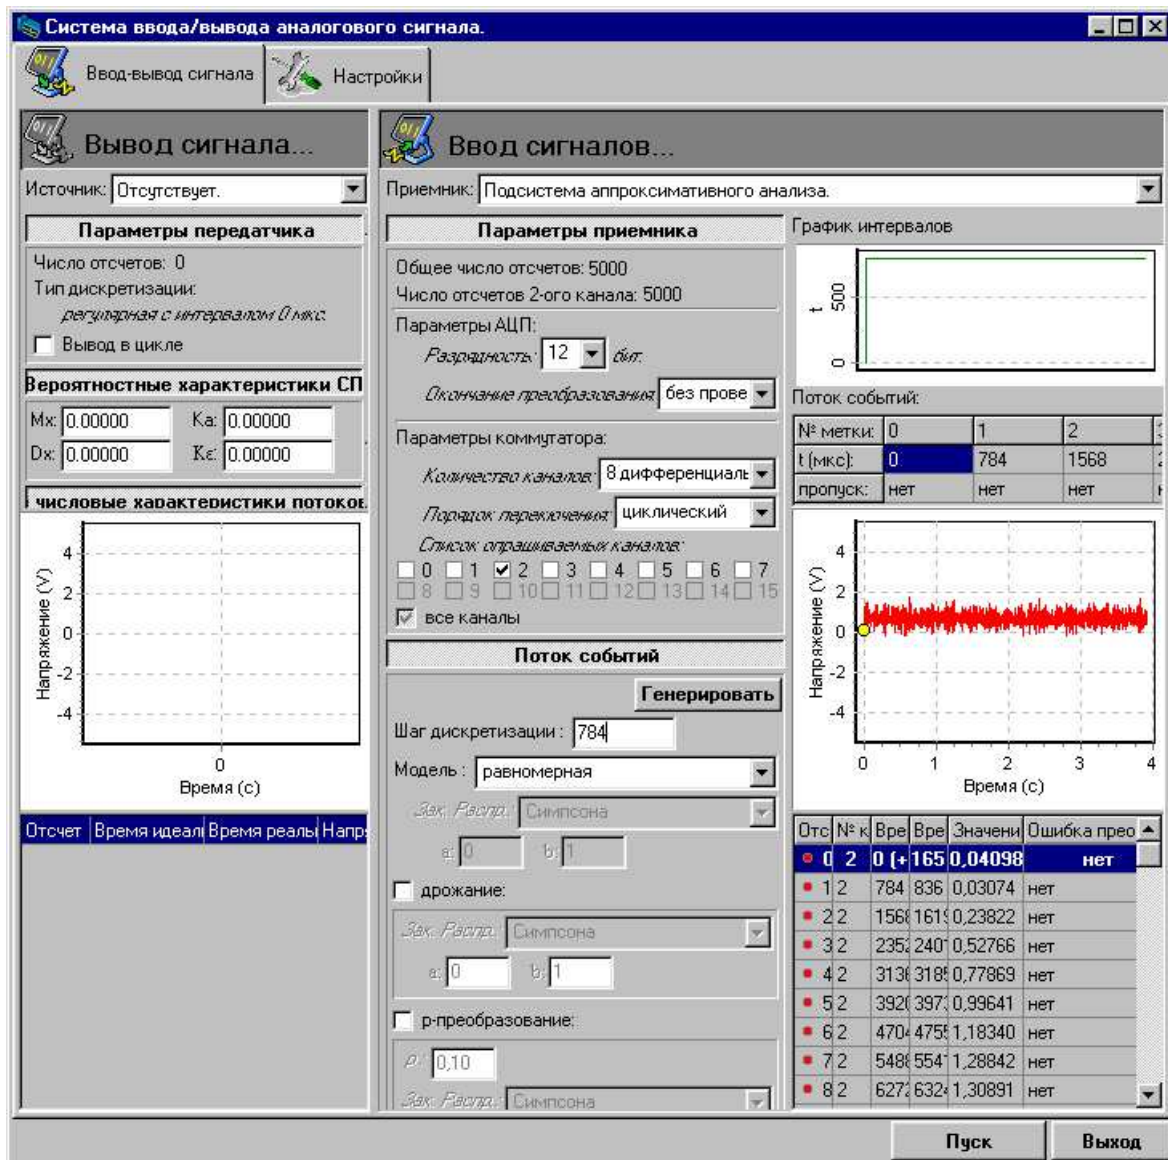 Система ввода/вывода аналогового сигнала.
Ввод-вывод сигнала
Настройки
Вывод сигнала...
Источник: Отсутствует.
Параметры передатчика
Число отсчетов: 0
Тип дискретизации:
регулярная с интервалом 0 мкс.
Вывод в цикле
Вероятностные характеристики СП
Mx: 0.00000 Ka: 0.00000
Dx: 0.00000 Kε: 0.00000
числовые характеристики потоков
Напряжение (V)
4
2
0
-2
-4
0
Время (с)
Отсчет Время идеал Время реалы Напр
Ввод сигналов...
Приемник: Подсистема аппроксимативного анализа.
Параметры приемника
Общее число отсчетов: 5000
Число отсчетов 2-ого канала: 5000
Параметры АЦП:
Разрядность: 12 бит.
Окончание преобразования: без прове
Параметры коммутатора:
Количество каналов: 8 дифференциаль
Порядок переключения: циклический
Список опрашиваемых каналов:
0 1 2 3 4 5 6 7
8 9 10 11 12 13 14 15
все каналы
Поток событий
Генерировать
Шаг дискретизации : 784
Модель : равномерная
Зак. Распр.: Симпсона
a: 0 b: 1
дрожание:
Зак. Распр.: Симпсона
a: 0 b: 1
p-преобразование:
p: 0,10
Зак. Распр.: Симпсона
График интервалов
t
500
0
Поток событий:
№ метки: 0 1 2
t (мкс): 0 784 1568
пропуск: нет нет нет
Напряжение (V)
4
2
0
-2
-4
0 1 2 3 4
Время (с)
Отс № к Вре Вре Значени Ошибка прео
0 2 0 (+ 165 0,04098 нет
1 2 784 836 0,03074 нет
2 2 1568 1619 0,23822 нет
3 2 2352 240 0,52766 нет
4 2 3136 3185 0,77869 нет
5 2 3920 3973 0,99641 нет
6 2 4704 4755 1,18340 нет
7 2 5488 554 1,28842 нет
8 2 6272 6324 1,30891 нет
Пуск
Выход